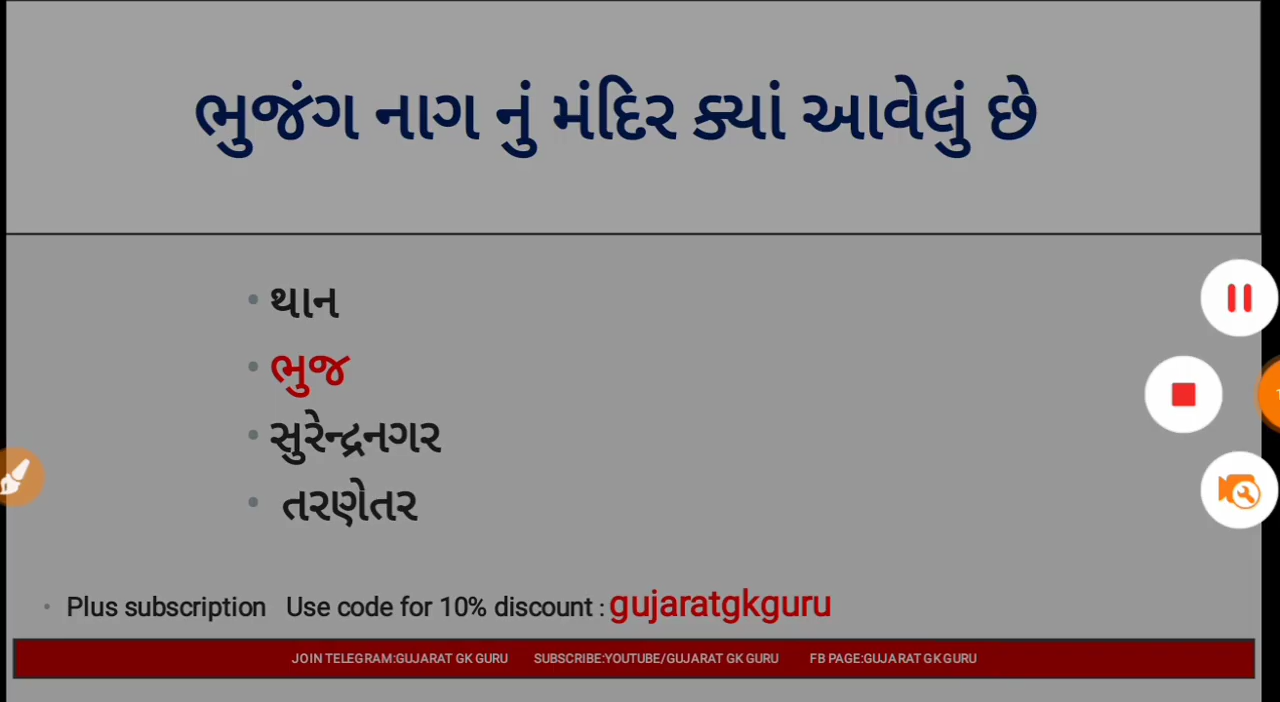 ભુજંગ નાગ નું મંદિર ક્યાં આવેલું છે
• થાન
• ભુજ
• સુરેન્દ્રનગર
• તરણેતર
• Plus subscription Use code for 10% discount : gujaratgkguru
JOIN TELEGRAM:GUJARAT GK GURU SUBSCRIBE:YOUTUBE/GUJARAT GK GURU FB PAGE:GUJARAT GK GURU